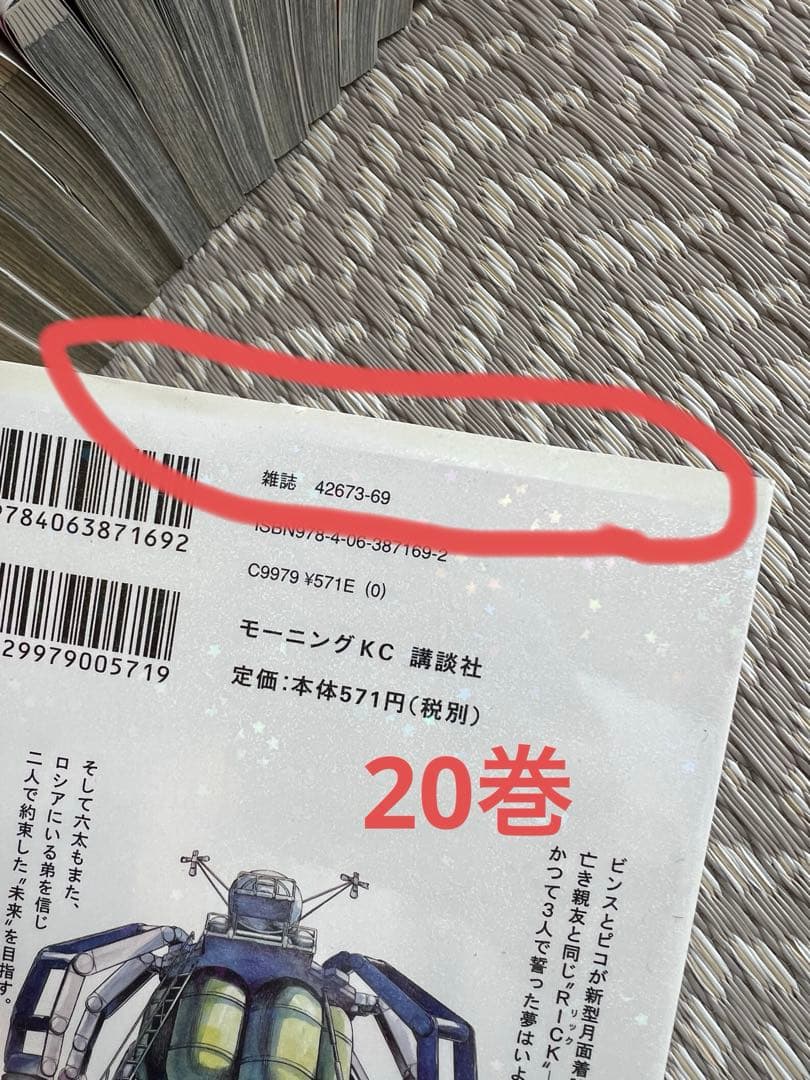 雑誌 42673-69
ISBN978-4-06-387169-2
C9979 ¥571E (0)
モーニングKC 講談社
定価：本体571円（税別）
9784063871692
29979005719
20巻
ビンスとピコが新型月面着
亡き親友と同じ〝RICK〟
リック
かつて3人で誓った夢はいよ
そして六太もまた、
ロシアにいる弟を信じ
二人で約束した〝未来〟を目指す。